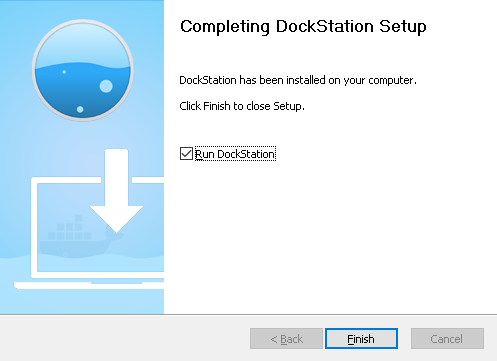 Completing DockStation Setup
DockStation has been installed on your computer.
Click Finish to close Setup.
Run DockStation
< Back
Finish
Cancel